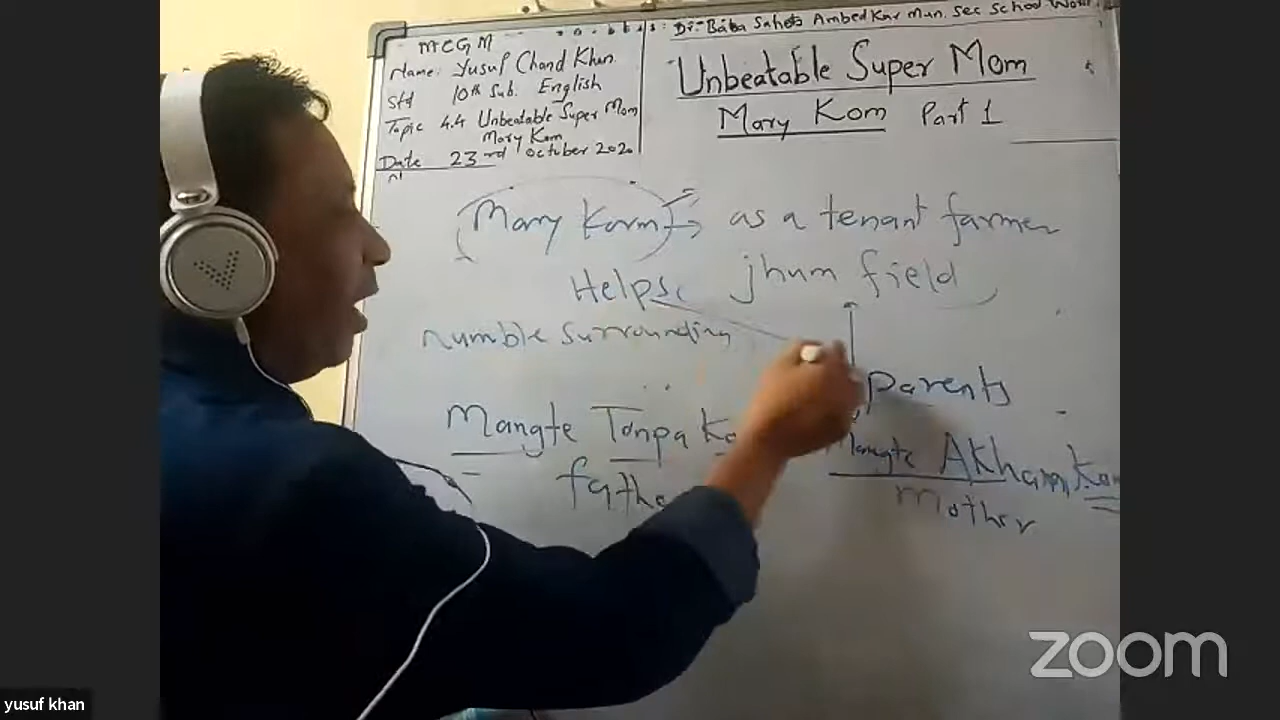 Dr. Baba Saheb Ambedkar Mun. Sec School
MCGM
Name: Yusuf Chand Khan.
Std 10th Sub. English
Topic 4.4 Unbeatable Super Mom
Mary Kom
Date 23rd October 2020
Unbeatable Super Mom
Mary Kom Part 1
Mary Korm as a tenant farmer
Helps jhum field
numble surrounding
parents
Mangte Tonpa
Mangte Akham Kom
father
Mother
zoom
yusuf khan